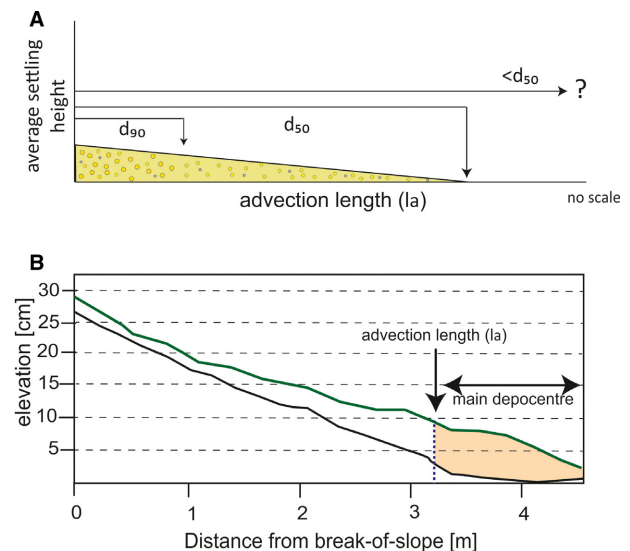 A
average settling
height
<d₅₀
?
d₉₀
d₅₀
advection length (la)
no scale
B
elevation [cm]
30
25
20
15
10
5
advection length (la)
main depocentre
1
2
3
4
Distance from break-of-slope [m]